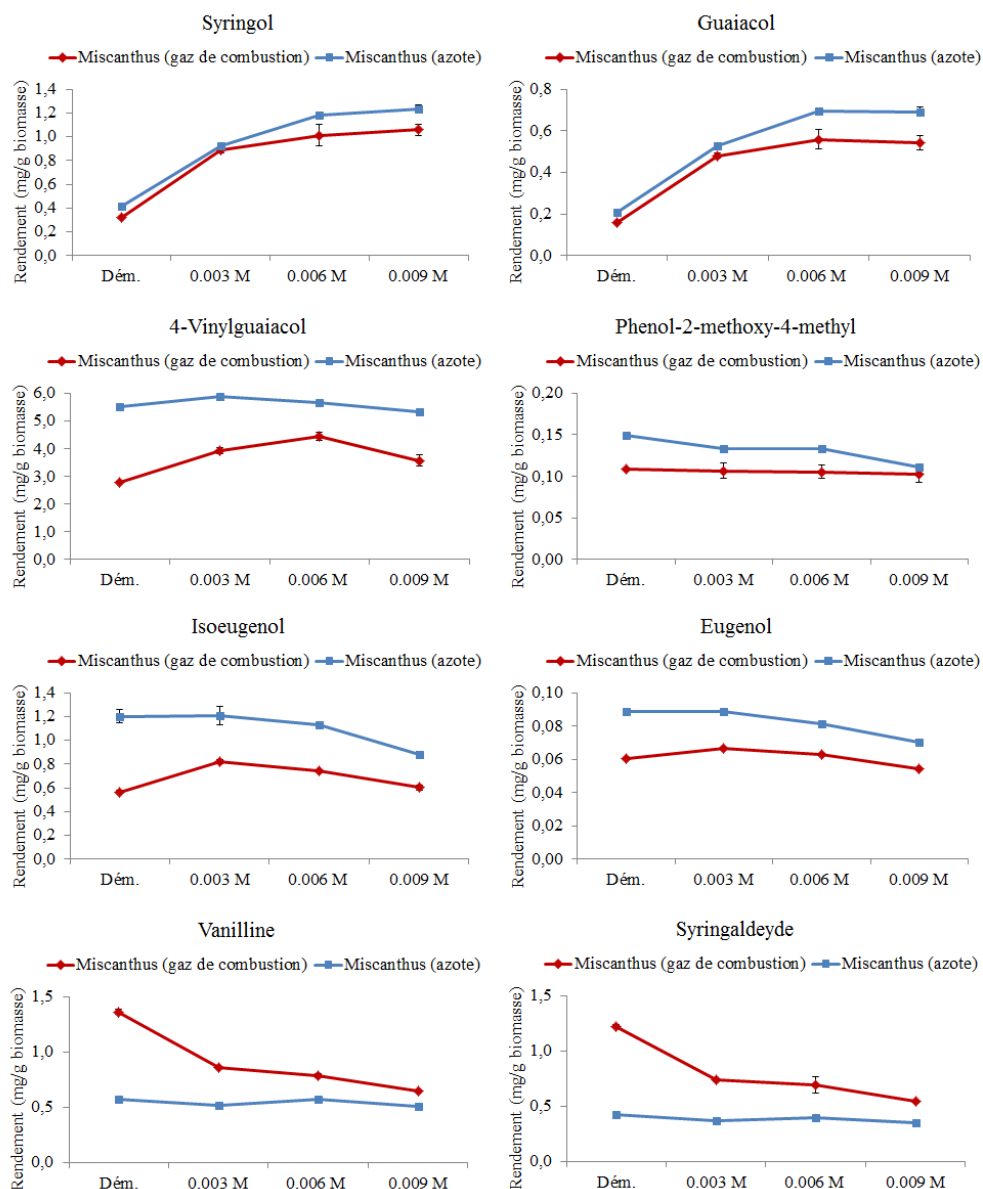 Syringol
Miscanthus (gaz de combustion) Miscanthus (azote)
Rendement (mg/g biomasse)
1,4
1,2
1,0
0,8
0,6
0,4
0,2
0,0
Dém. 0.003 M 0.006 M 0.009 M
Guaiacol
Miscanthus (gaz de combustion) Miscanthus (azote)
Rendement (mg/g biomasse)
0,8
0,6
0,4
0,2
0,0
Dém. 0.003 M 0.006 M 0.009 M
4-Vinylguaiacol
Miscanthus (gaz de combustion) Miscanthus (azote)
Rendement (mg/g biomasse)
6,0
5,0
4,0
3,0
2,0
1,0
0,0
Dém. 0.003 M 0.006 M 0.009 M
Phenol-2-methoxy-4-methyl
Miscanthus (gaz de combustion) Miscanthus (azote)
Rendement (mg/g biomasse)
0,20
0,15
0,10
0,05
0,00
Dém. 0.003 M 0.006 M 0.009 M
Isoeugenol
Miscanthus (gaz de combustion) Miscanthus (azote)
Rendement (mg/g biomasse)
1,4
1,2
1,0
0,8
0,6
0,4
0,2
0,0
Dém. 0.003 M 0.006 M 0.009 M
Eugenol
Miscanthus (gaz de combustion) Miscanthus (azote)
Rendement (mg/g biomasse)
0,10
0,08
0,06
0,04
0,02
0,00
Dém. 0.003 M 0.006 M 0.009 M
Vanilline
Miscanthus (gaz de combustion) Miscanthus (azote)
Rendement (mg/g biomasse)
1,5
1,0
0,5
0,0
Dém. 0.003 M 0.006 M 0.009 M
Syringaldeyde
Miscanthus (gaz de combustion) Miscanthus (azote)
Rendement (mg/g biomasse)
1,5
1,0
0,5
0,0
Dém. 0.003 M 0.006 M 0.009 M